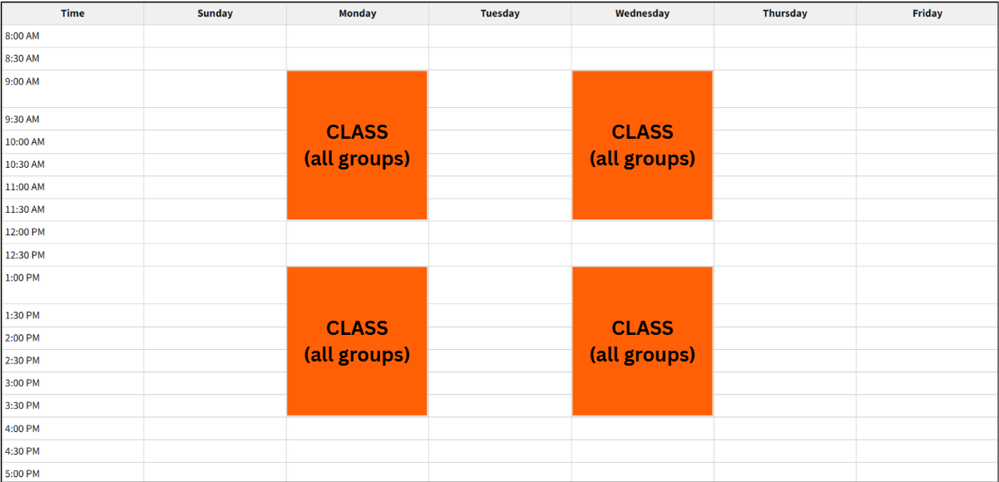 Time Sunday Monday Tuesday Wednesday Thursday Friday
8:00 AM
8:30 AM
9:00 AM
9:30 AM
CLASS CLASS
10:00 AM
(all groups) (all groups)
10:30 AM
11:00 AM
11:30 AM
12:00 PM
12:30 PM
1:00 PM
1:30 PM
CLASS CLASS
2:00 PM
(all groups) (all groups)
2:30 PM
3:00 PM
3:30 PM
4:00 PM
4:30 PM
5:00 PM